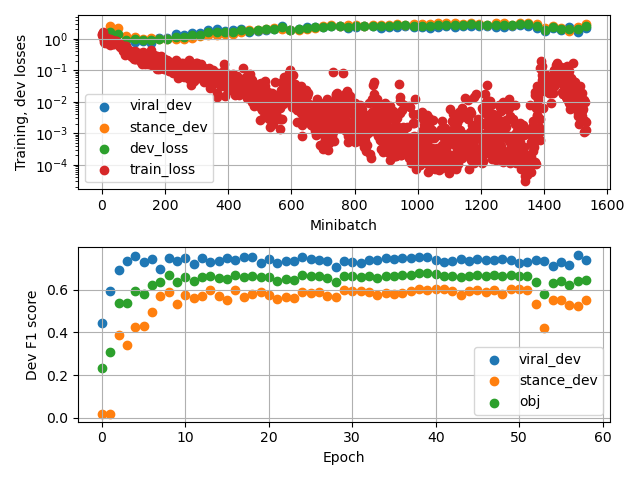 Training, dev losses
10⁰
10⁻¹
10⁻²
10⁻³
10⁻⁴
viral_dev
stance_dev
dev_loss
train_loss
0 200 400 600 800 1000 1200 1400 1600
Minibatch
Dev F1 score
0.6
0.4
0.2
0.0
viral_dev
stance_dev
obj
0 10 20 30 40 50 60
Epoch